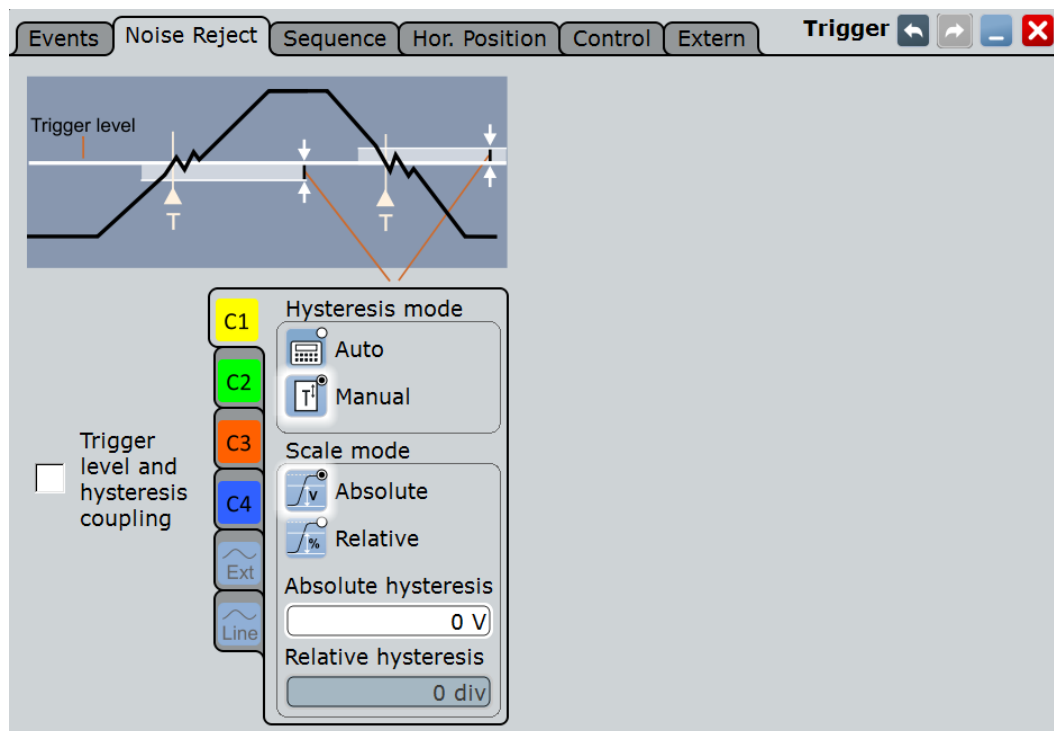 Events Noise Reject Sequence Hor. Position Control Extern Trigger
Trigger level
T
T
C1
C2
C3
C4
Ext
Line
Trigger
level and
hysteresis
coupling
Hysteresis mode
Auto
T Manual
Scale mode
V Absolute
% Relative
Absolute hysteresis
0 V
Relative hysteresis
0 div